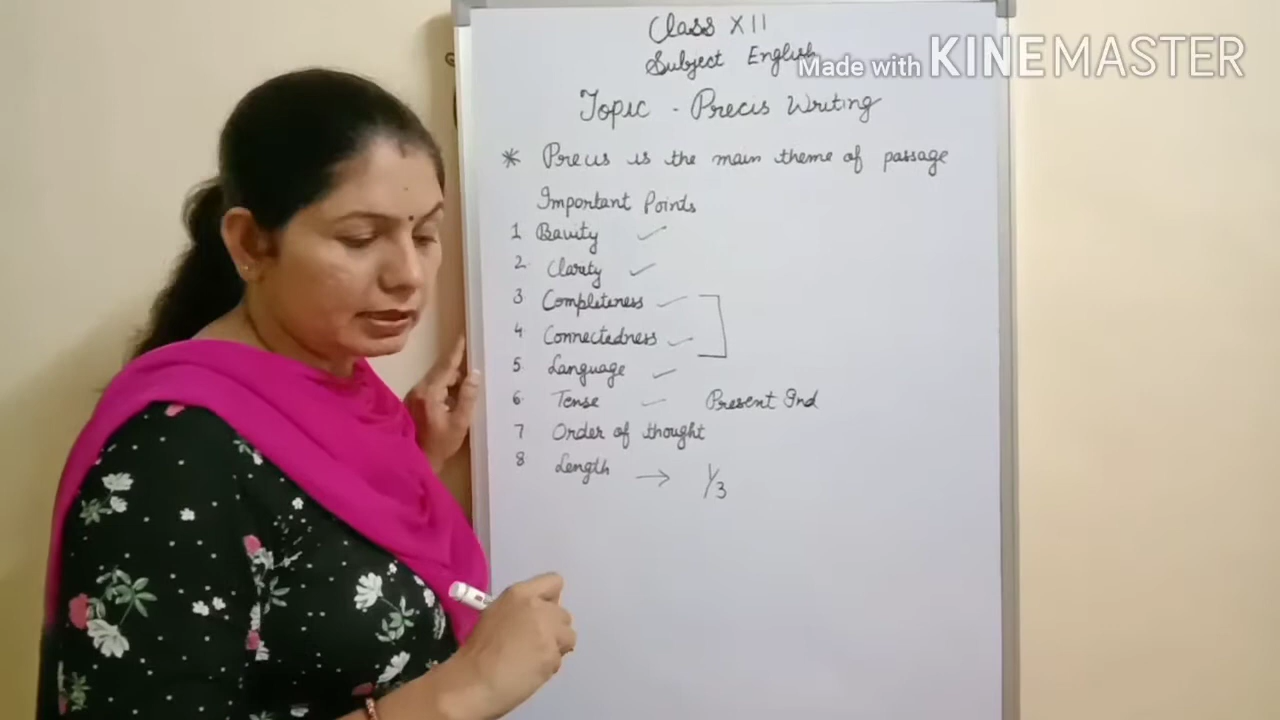 Class XII
Subject English
Made with KINEMASTER
Topic - Precis Writing
* Precis is the main theme of passage
Important Points
1 Bravity
2 Clarity
3 Completeness
4 Connectedness
5 Language
6 Tense Present Ind
7 Order of thought
8 Length → 1/3